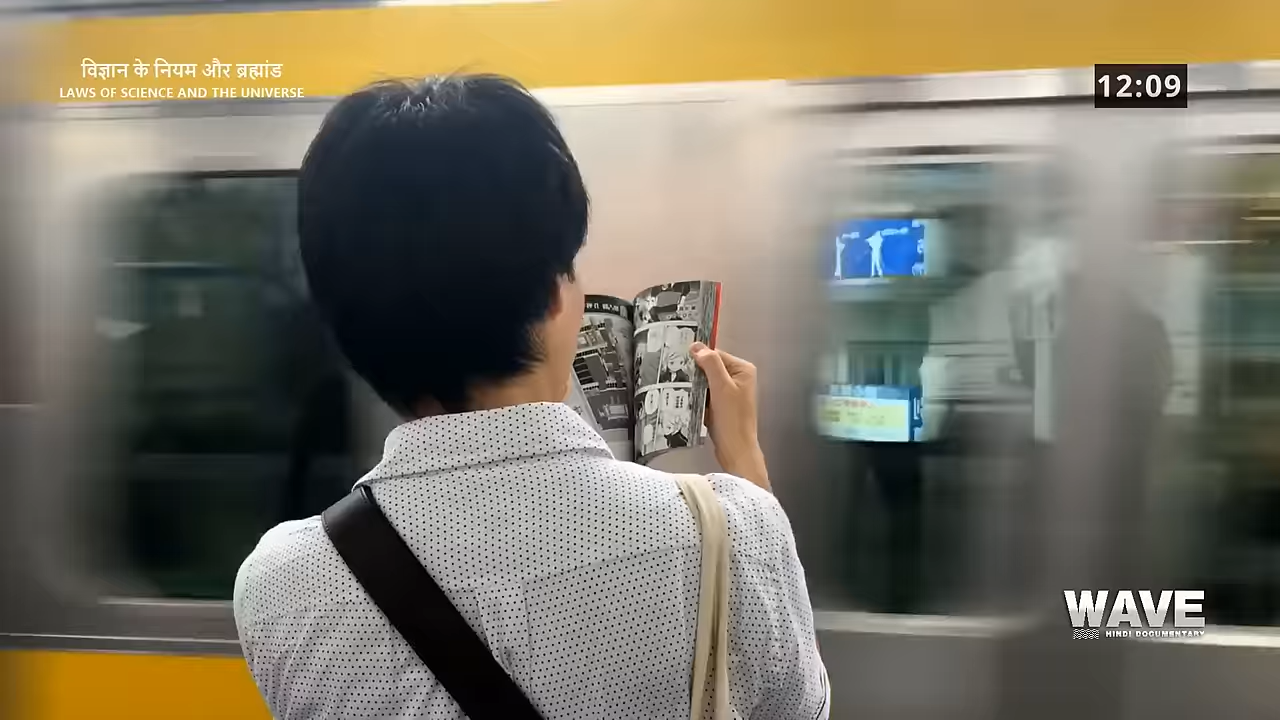 विज्ञान के नियम और ब्रह्मांड
LAWS OF SCIENCE AND THE UNIVERSE
12:09
WAVE
HINDI DOCUMENTARY